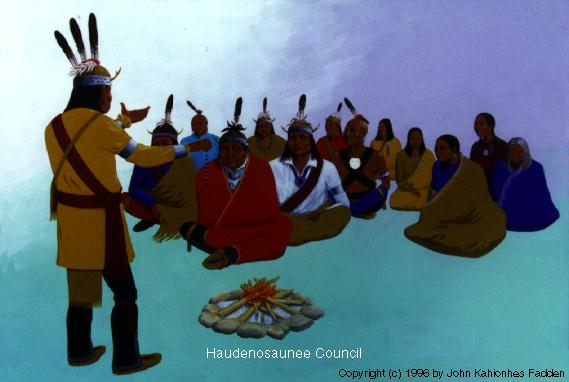 Haudenosaunee Council
Copyright (c) 1996 by John Kahionhes Fadden